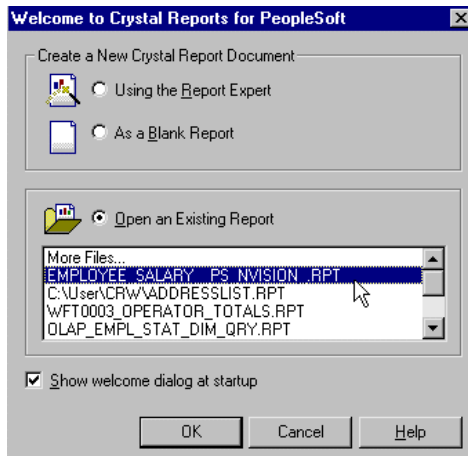 Welcome to Crystal Reports for PeopleSoft
Create a New Crystal Report Document
Using the Report Expert
As a Blank Report
Open an Existing Report
More Files...
EMPLOYEE_SALARY__PS_NVISION_.RPT
C:\User\CRW\ADDRESSLIST.RPT
WFT0003_OPERATOR_TOTALS.RPT
OLAP_EMPL_STAT_DIM_QRY.RPT
Show welcome dialog at startup
OK Cancel Help